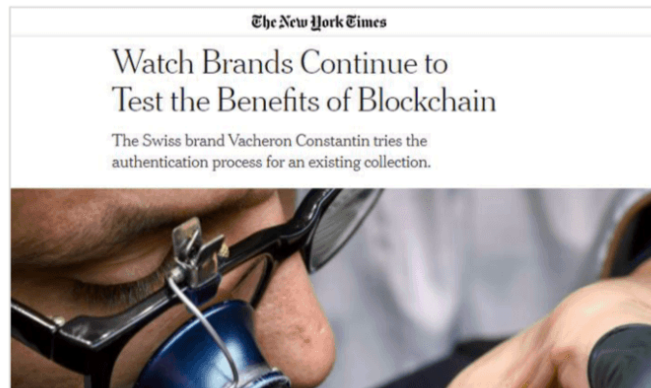 The New York Times
Watch Brands Continue to
Test the Benefits of Blockchain
The Swiss brand Vacheron Constantin tries the
authentication process for an existing collection.